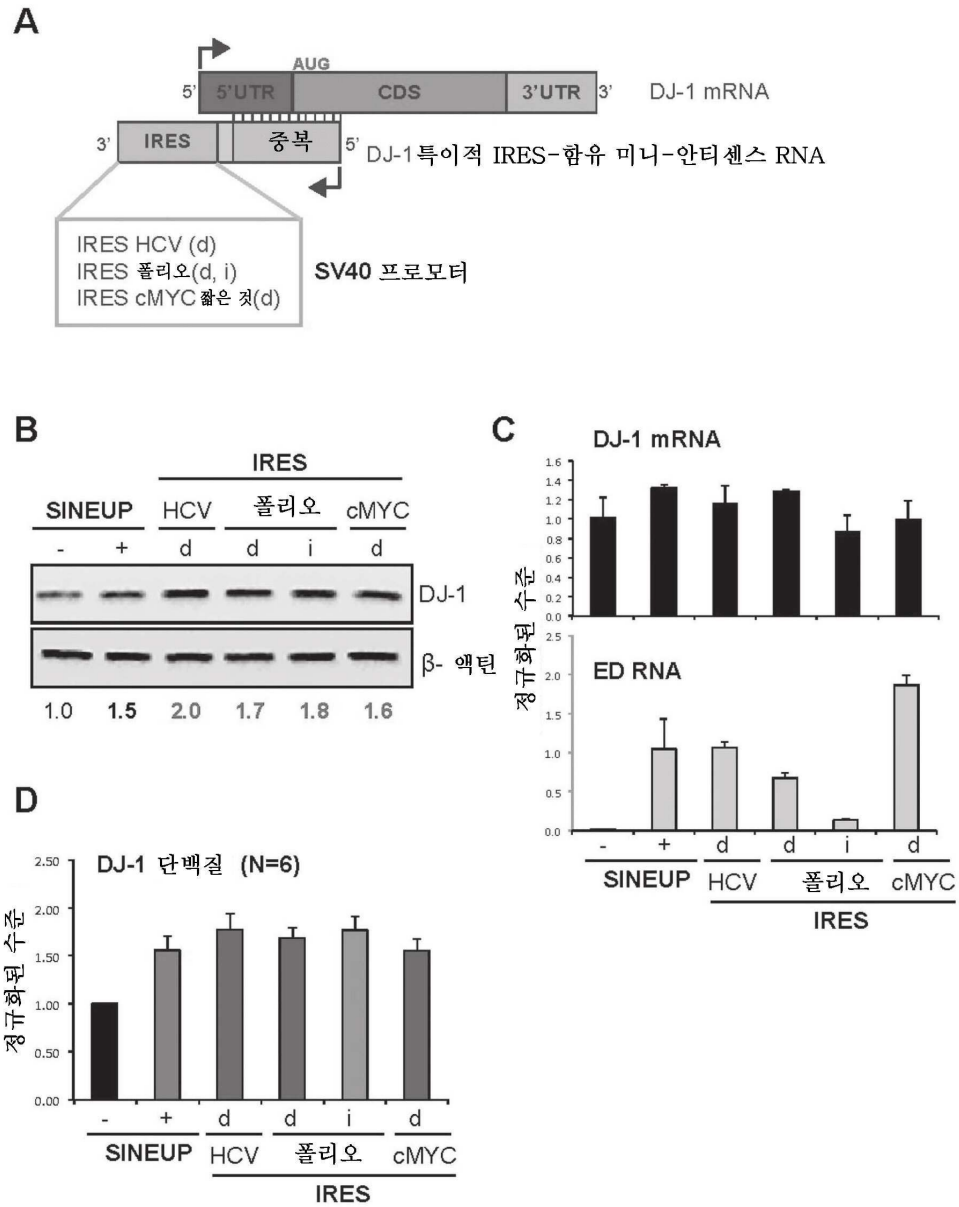 A
AUG
5' 5'UTR CDS 3'UTR 3' DJ-1 mRNA
3' IRES 중복 5' DJ-1 특이적 IRES-함유 미니-안티센스 RNA
IRES HCV (d)
IRES 폴리오(d, i)
IRES cMYC 짧은 것(d)
SV40 프로모터
B
IRES
SINEUP HCV 폴리오 cMYC
- + d d i d
DJ-1
β- 액틴
1.0 1.5 2.0 1.7 1.8 1.6
C
DJ-1 mRNA
1.6
1.4
1.2
1.0
0.8
0.6
0.4
0.2
0.0
정규화된 수준
ED RNA
2.5
2.0
1.5
1.0
0.5
0.0
- + d d i d
SINEUP HCV 폴리오 cMYC
IRES
D
DJ-1 단백질 (N=6)
정규화된 수준
2.50
2.00
1.50
1.00
0.50
0.00
- + d d i d
SINEUP HCV 폴리오 cMYC
IRES